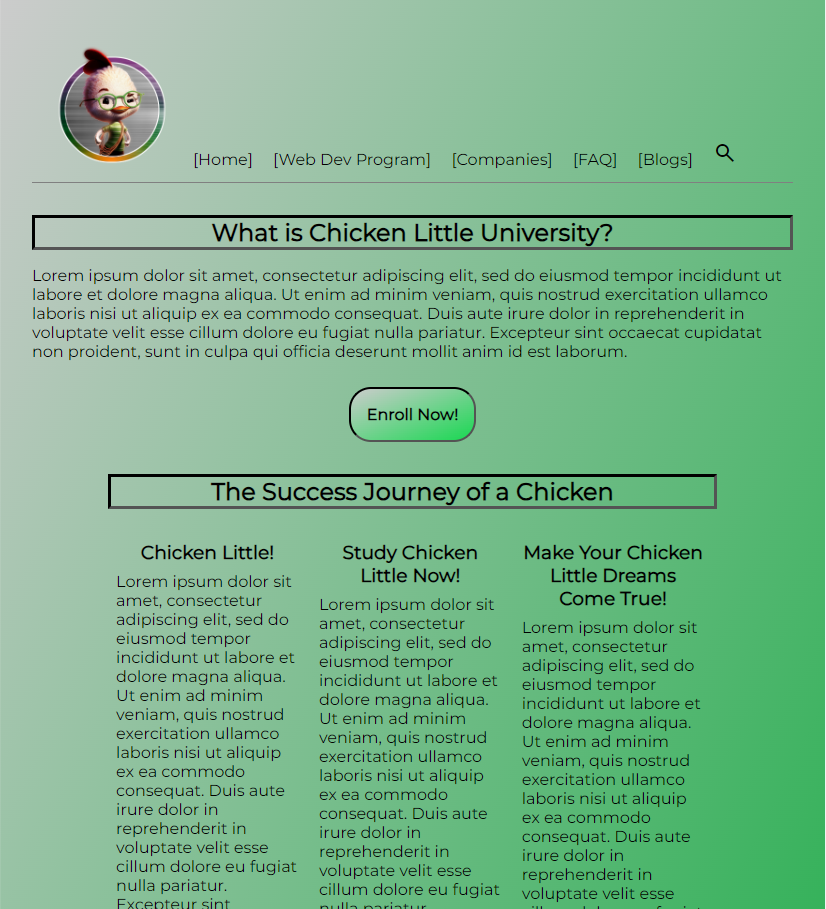 [Home] [Web Dev Program] [Companies] [FAQ] [Blogs]
What is Chicken Little University?
Lorem ipsum dolor sit amet, consectetur adipiscing elit, sed do eiusmod tempor incididunt ut
labore et dolore magna aliqua. Ut enim ad minim veniam, quis nostrud exercitation ullamco
laboris nisi ut aliquip ex ea commodo consequat. Duis aute irure dolor in reprehenderit in
voluptate velit esse cillum dolore eu fugiat nulla pariatur. Excepteur sint occaecat cupidatat
non proident, sunt in culpa qui officia deserunt mollit anim id est laborum.
Enroll Now!
The Success Journey of a Chicken
Chicken Little!
Lorem ipsum dolor sit
amet, consectetur
adipiscing elit, sed do
eiusmod tempor
incididunt ut labore et
dolore magna aliqua.
Ut enim ad minim
veniam, quis nostrud
exercitation ullamco
laboris nisi ut aliquip
ex ea commodo
consequat. Duis aute
irure dolor in
reprehenderit in
voluptate velit esse
cillum dolore eu fugiat
nulla pariatur.
Excepteur sint
Study Chicken
Little Now!
Lorem ipsum dolor sit
amet, consectetur
adipiscing elit, sed do
eiusmod tempor
incididunt ut labore et
dolore magna aliqua.
Ut enim ad minim
veniam, quis nostrud
exercitation ullamco
laboris nisi ut aliquip
ex ea commodo
consequat. Duis aute
irure dolor in
reprehenderit in
voluptate velit esse
cillum dolore eu fugiat
nulla pariatur.
Make Your Chicken
Little Dreams
Come True!
Lorem ipsum dolor sit
amet, consectetur
adipiscing elit, sed do
eiusmod tempor
incididunt ut labore et
dolore magna aliqua.
Ut enim ad minim
veniam, quis nostrud
exercitation ullamco
laboris nisi ut aliquip
ex ea commodo
consequat. Duis aute
irure dolor in
reprehenderit in
voluptate velit esse